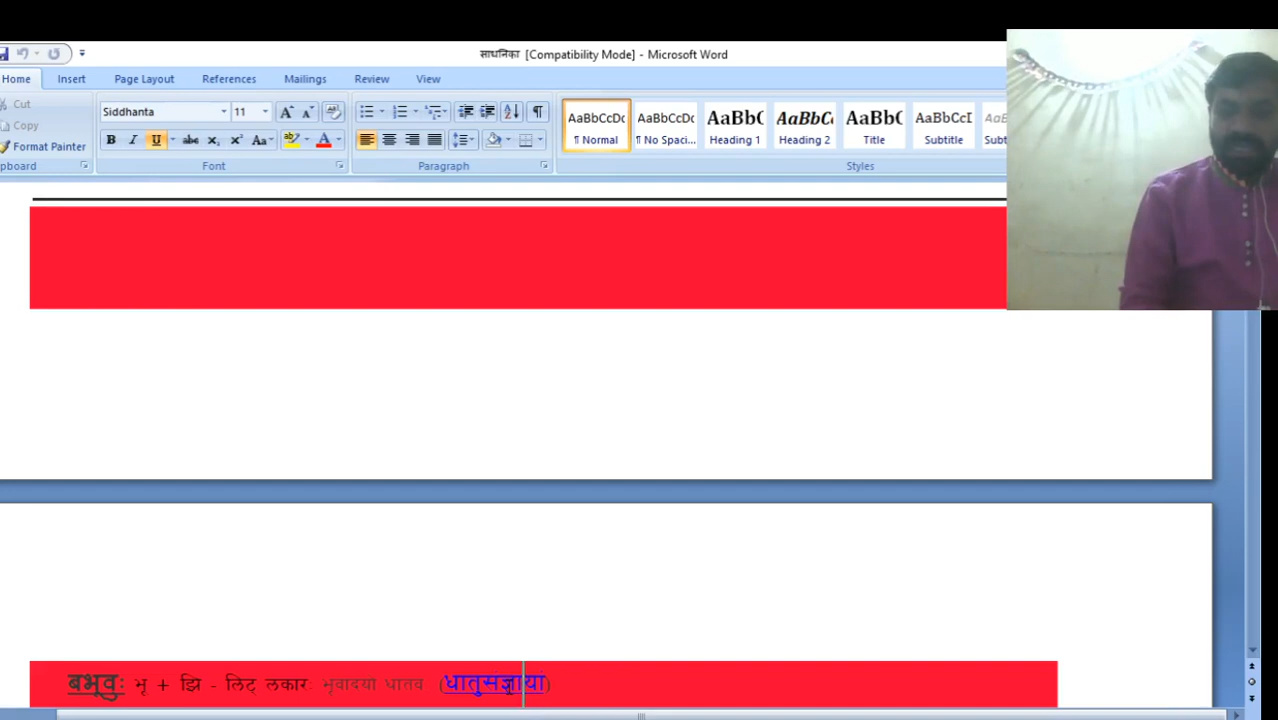 साधनिका [Compatibility Mode] - Microsoft Word
Home Insert Page Layout References Mailings Review View
Cut
Copy
Format Painter
Siddhanta 11
AaBbCcDc AaBbCcDc AaBbC AaBbCc AaBbC AaBbCcI
¶ Normal ¶ No Spaci... Heading 1 Heading 2 Title Subtitle
pboard Font Paragraph Styles
बभूवुः भू + झि - लिट् लकारः भूवादयो धातव (धातुसंज्ञायां)